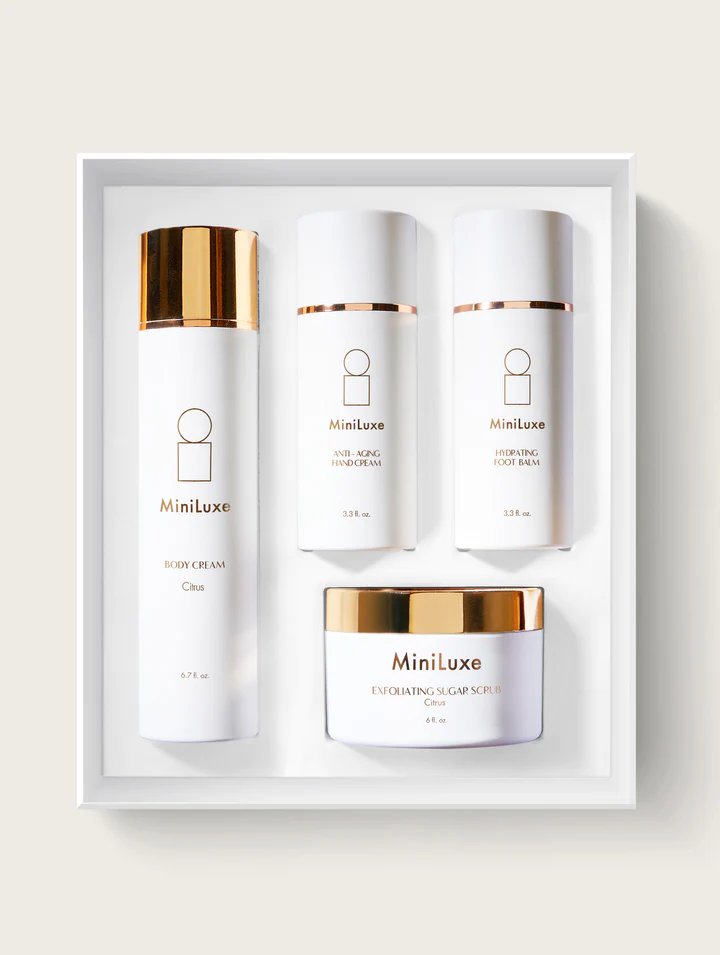 MiniLuxe
BODY CREAM
Citrus
6.7 fl. oz.
MiniLuxe
ANTI-AGING
HAND CREAM
3.3 fl. oz.
MiniLuxe
HYDRATING
FOOT BALM
3.3 fl. oz.
MiniLuxe
EXFOLIATING SUGAR SCRUB
Citrus
6 fl. oz.